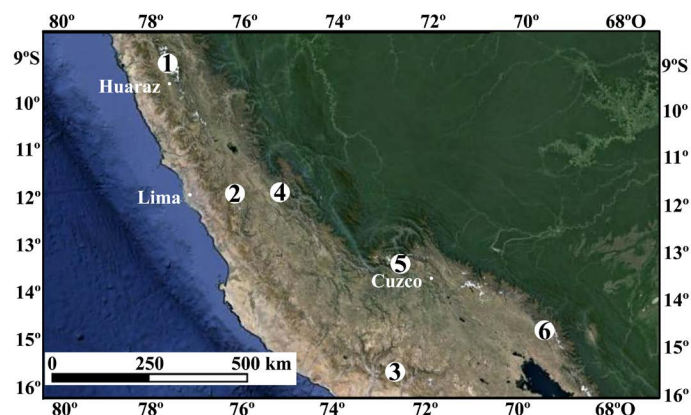 80º 78º 76º 74º 72º 70º 68ºO
9ºS 9ºS
1
Huaraz
10º 10º
11º 11º
12º Lima 2 4 12º
13º 13º
5
Cuzco
14º 14º
6
15º 15º
0 250 500 km 3
16º 16º
80º 78º 76º 74º 72º 70º 68ºO